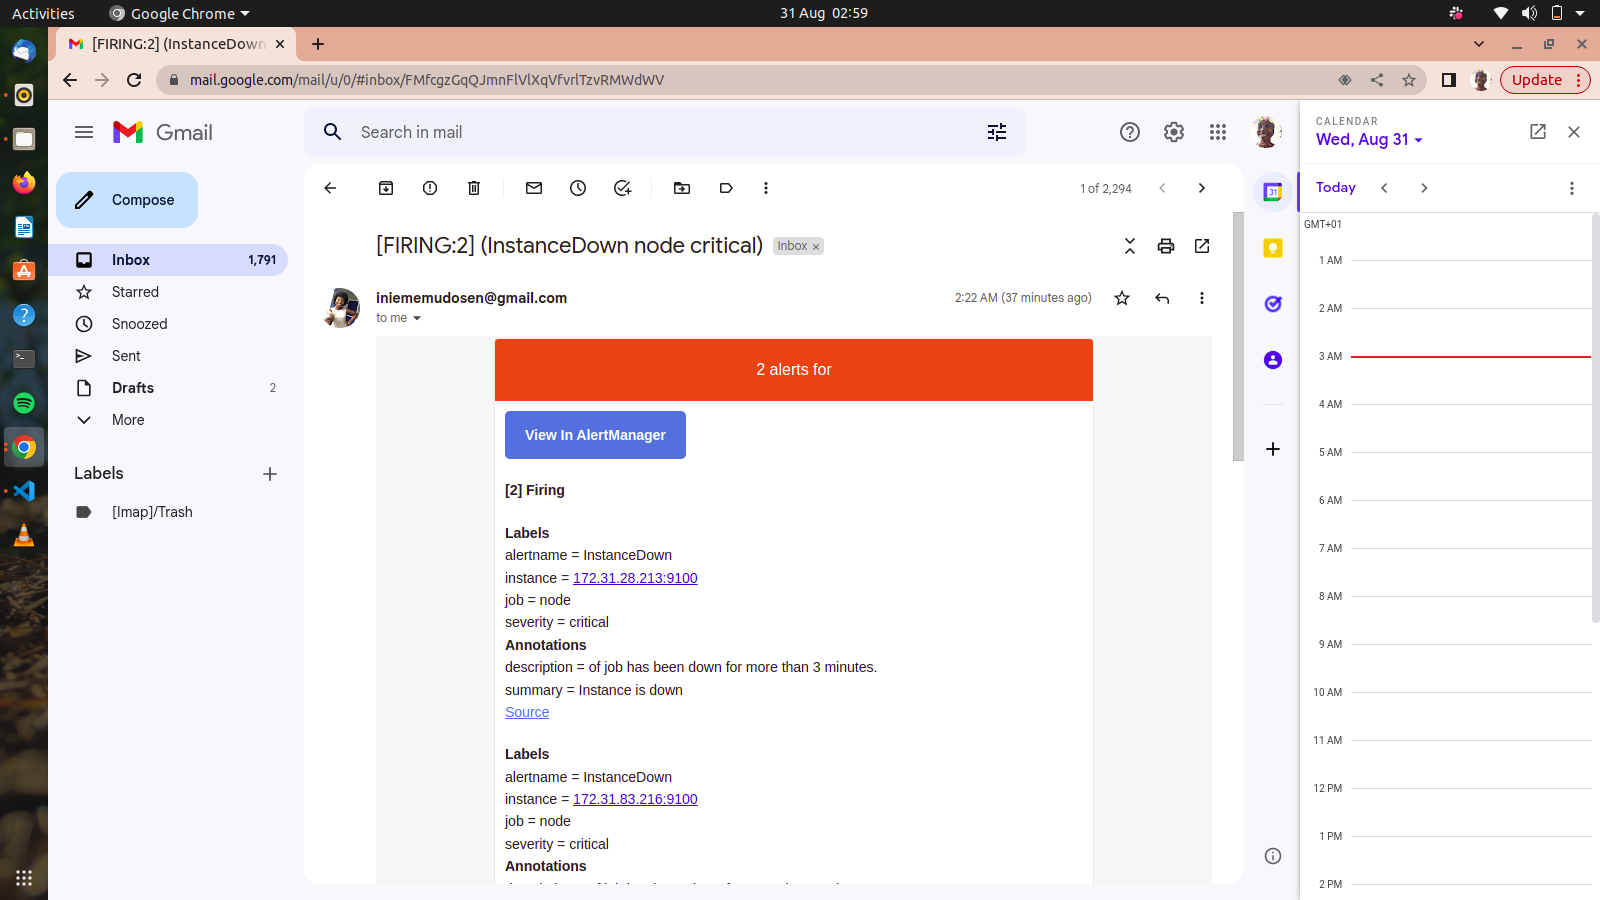 Activities
Google Chrome
31 Aug 02:59
[FIRING:2] (InstanceDown
mail.google.com/mail/u/0/#inbox/FMfcgzGqQJmnFlVlXqVfvrlTzvRMWdWV
Update
Gmail
Search in mail
CALENDAR
Wed, Aug 31
Compose
1 of 2,294
31
Today
GMT+01
[FIRING:2] (InstanceDown node critical)
Inbox
Inbox 1,791
Starred
Snoozed
Sent
Drafts 2
More
Labels
[Imap]/Trash
iniememudosen@gmail.com
2:22 AM (37 minutes ago)
to me
2 alerts for
View In AlertManager
[2] Firing
Labels
alertname = InstanceDown
instance = 172.31.28.213:9100
job = node
severity = critical
Annotations
description = of job has been down for more than 3 minutes.
summary = Instance is down
Source
Labels
alertname = InstanceDown
instance = 172.31.83.216:9100
job = node
severity = critical
Annotations
1 AM
2 AM
3 AM
4 AM
5 AM
6 AM
7 AM
8 AM
9 AM
10 AM
11 AM
12 PM
1 PM
2 PM